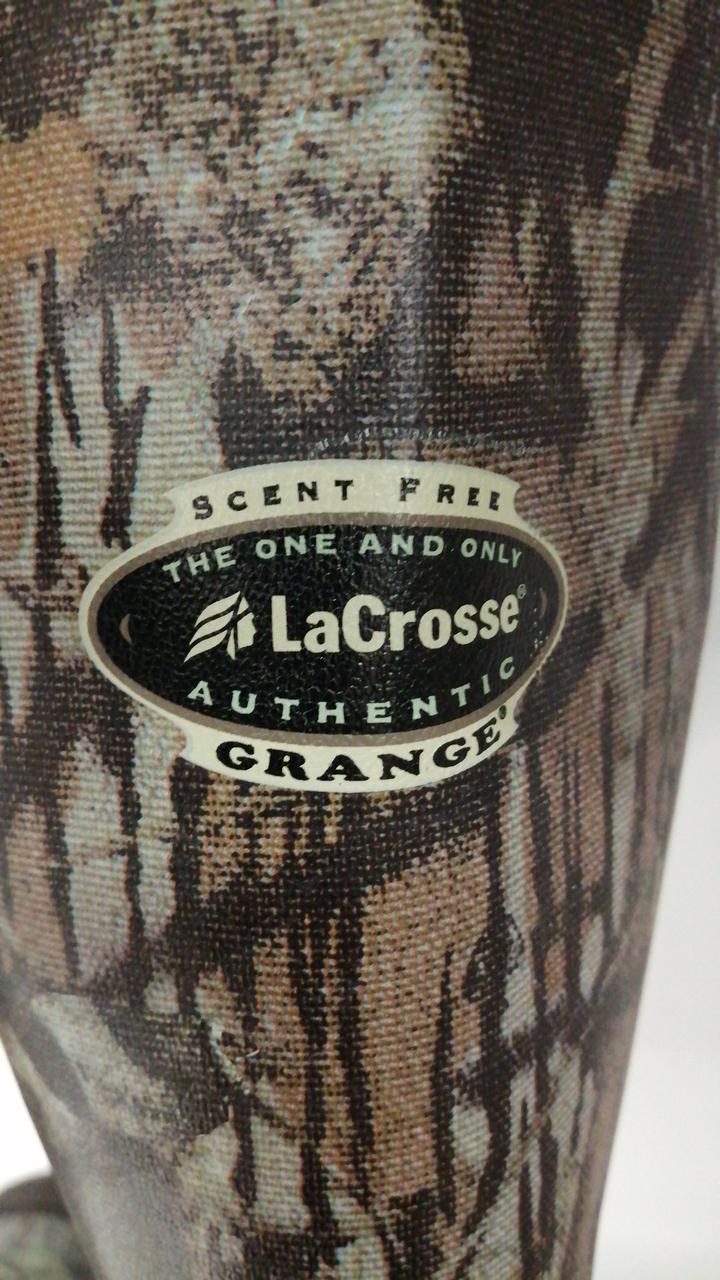 SCENT FREE
THE ONE AND ONLY
LaCrosse®
AUTHENTIC
GRANGE®